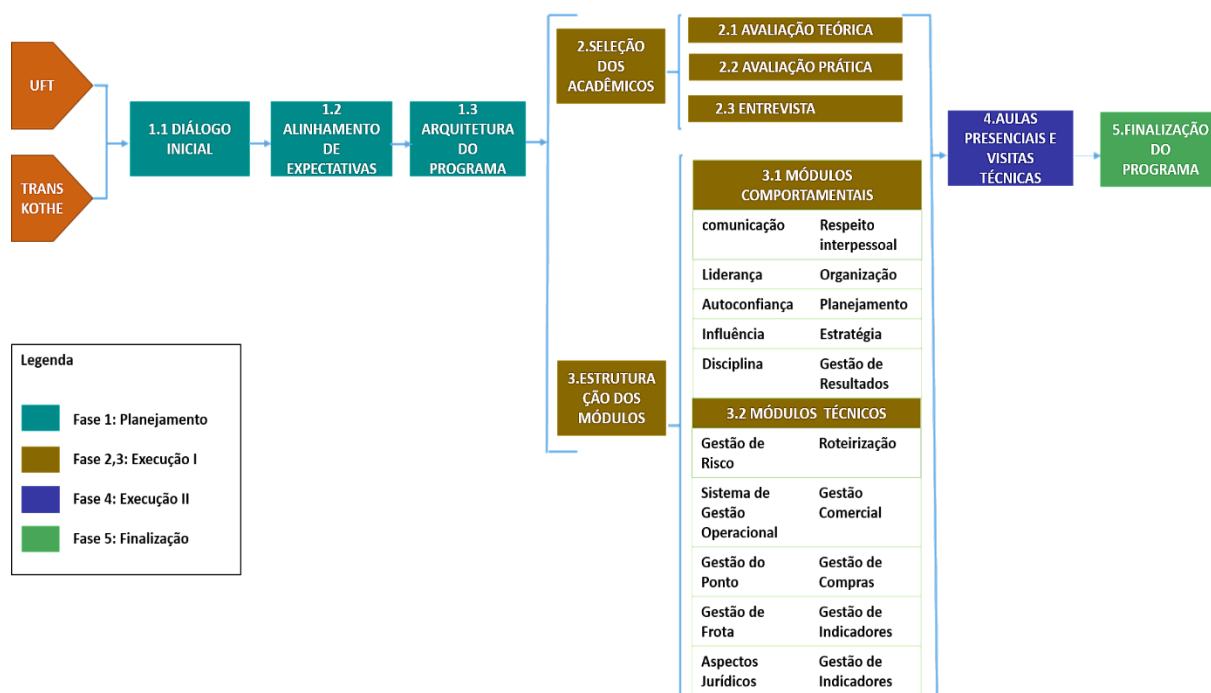 UFT
TRANS
KOTHE
1.1 DIÁLOGO
INICIAL
1.2
ALINHAMENTO
DE
EXPECTATIVAS
1.3
ARQUITETURA
DO
PROGRAMA
2.SELEÇÃO
DOS
ACADÊMICOS
2.1 AVALIAÇÃO TEÓRICA
2.2 AVALIAÇÃO PRÁTICA
2.3 ENTREVISTA
3.ESTRUTURA
ÇÃO DOS
MÓDULOS
3.1 MÓDULOS
COMPORTAMENTAIS
comunicação
Respeito
interpessoal
Liderança
Organização
Autoconfiança
Planejamento
Influência
Estratégia
Disciplina
Gestão de
Resultados
3.2 MÓDULOS TÉCNICOS
Gestão de
Risco
Roteirização
Sistema de
Gestão
Operacional
Gestão
Comercial
Gestão do
Ponto
Gestão de
Compras
Gestão de
Frota
Gestão de
Indicadores
Aspectos
Jurídicos
Gestão de
Indicadores
4.AULAS
PRESENCIAIS E
VISITAS
TÉCNICAS
5.FINALIZAÇÃO
DO
PROGRAMA
Legenda
Fase 1: Planejamento
Fase 2,3: Execução I
Fase 4: Execução II
Fase 5: Finalização